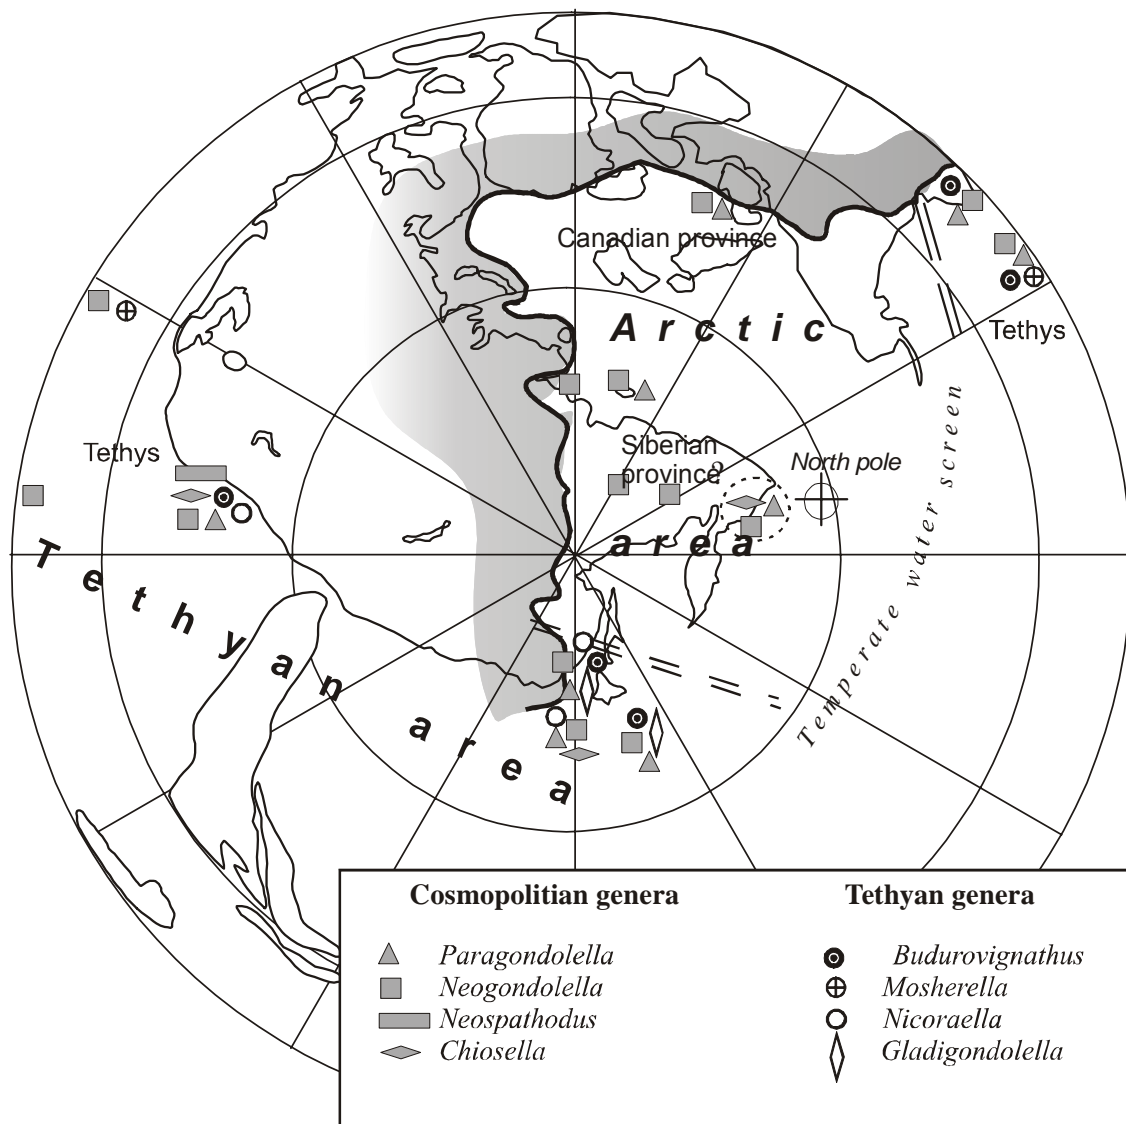 Canadian province
Arctic
Tethys
Tethys
Siberian
province?
North pole
area
Temperate water screen
Tethyan area
Cosmopolitian genera
Paragondolella
Neogondolella
Neospathodus
Chiosella
Tethyan genera
Budurovignathus
Mosherella
Nicoraella
Gladigondolella